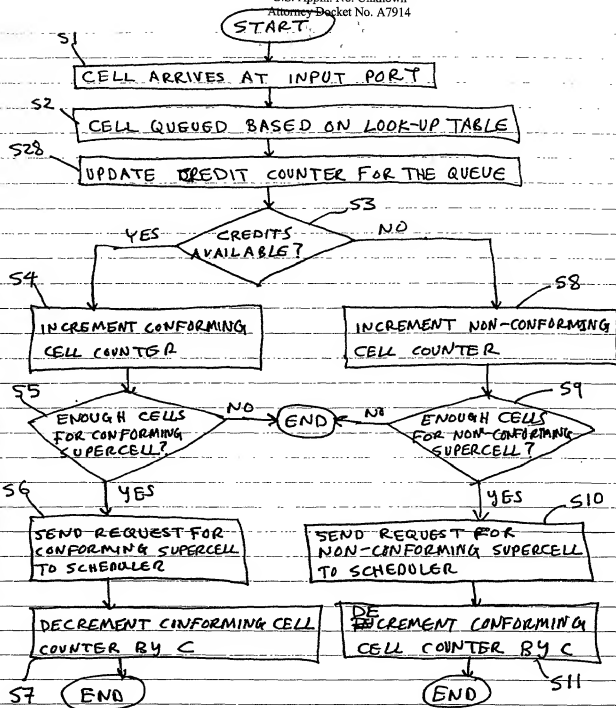 Attorney Docket No. A7914
START
S1
CELL ARRIVES AT INPUT PORT
S2
CELL QUEUED BASED ON LOOK-UP TABLE
S28
UPDATE CREDIT COUNTER FOR THE QUEUE
S3
YES
CREDITS
AVAILABLE?
NO
S4
INCREMENT CONFORMING
CELL COUNTER
S8
INCREMENT NON-CONFORMING
CELL COUNTER
S5
ENOUGH CELLS
FOR CONFORMING
SUPERCELL?
NO
END
NO
S9
ENOUGH CELLS
FOR NON-CONFORMING
SUPERCELL?
YES
YES
S6
SEND REQUEST FOR
CONFORMING SUPERCELL
TO SCHEDULER
S10
SEND REQUEST FOR
NON-CONFORMING SUPERCELL
TO SCHEDULER
DECREMENT CONFORMING CELL
COUNTER BY C
S7
DECREMENT CONFORMING
CELL COUNTER BY C
S11
END
END